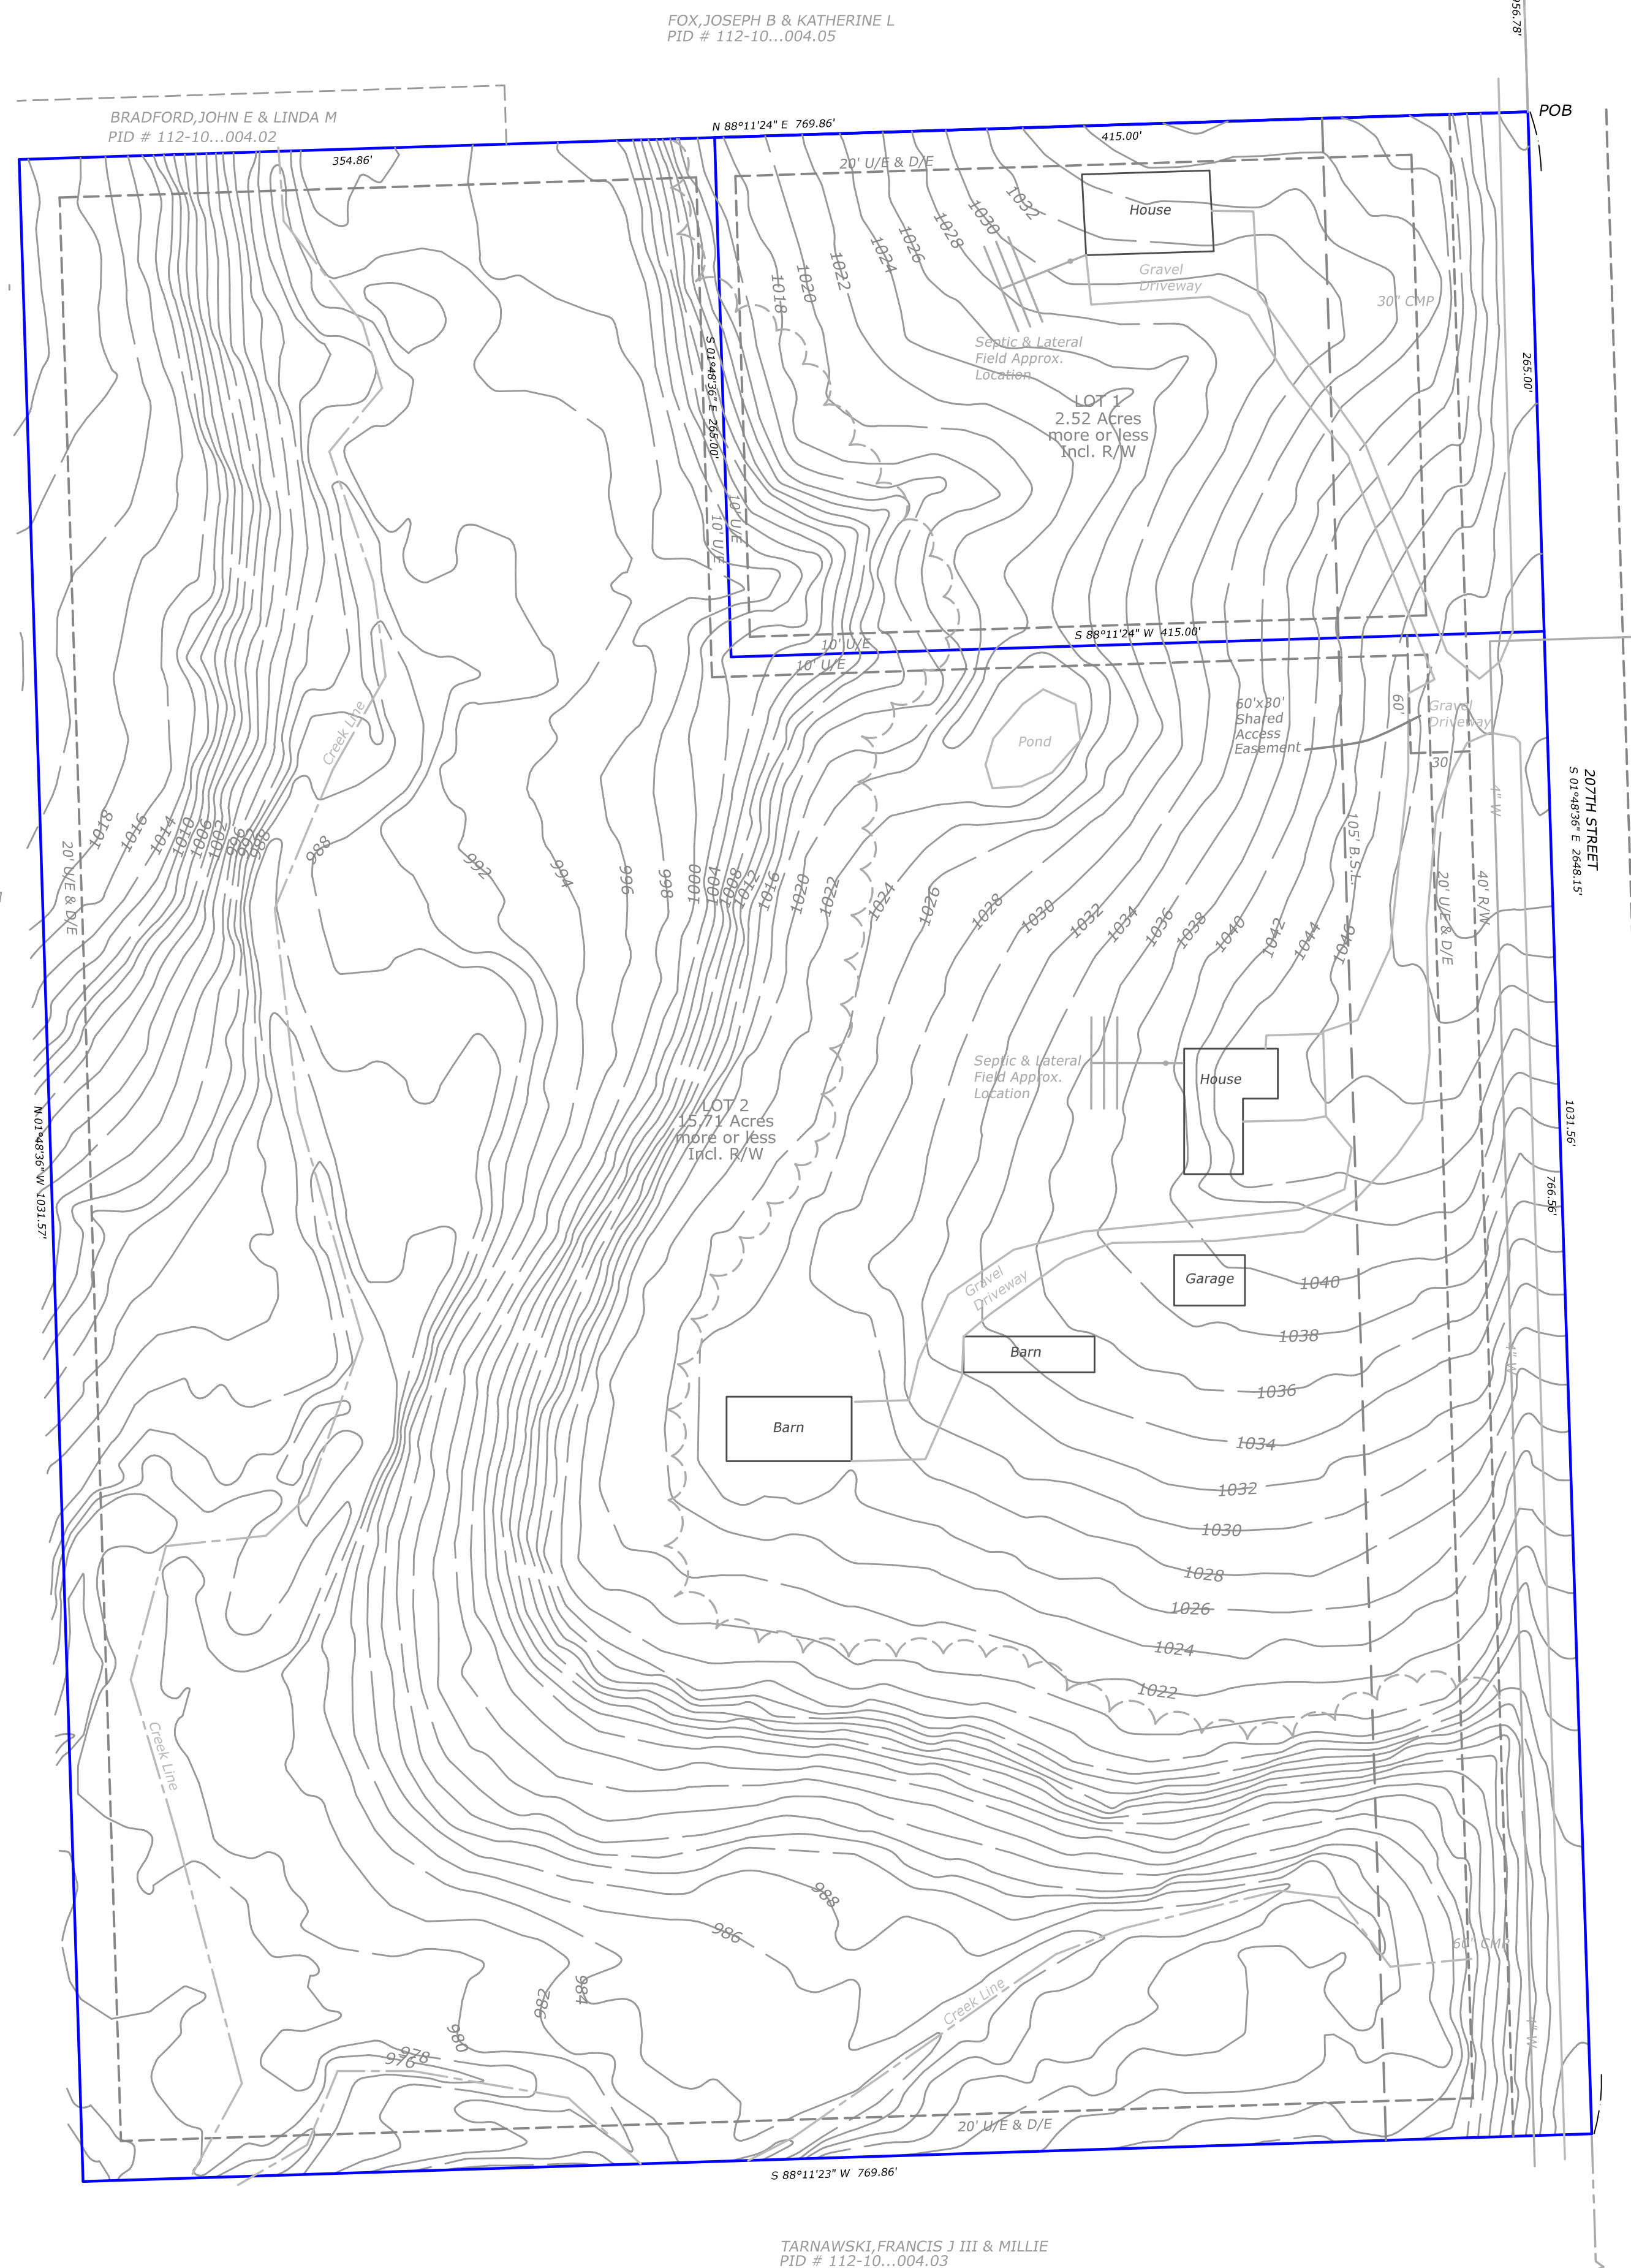 FOX,JOSEPH B & KATHERINE L
PID # 112-10...004.05
956.78'
BRADFORD,JOHN E & LINDA M
PID # 112-10...004.02
N 88°11'24" E 769.86'
POB
354.86'
415.00'
20' U/E & D/E
House
1032
1030
1028
1026
1024
1022
1020
1018
Gravel
Driveway
30" CMP
Septic & Lateral
Field Approx.
Location
S 01°48'36" E 265.00'
265.00'
LOT 1
2.52 Acres
more or less
Incl. R/W
10' U/E
10' U/E
S 88°11'24" W 415.00'
10' U/E
10' U/E
Creek Line
Pond
60'x30'
Shared
Access
Easement
60'
30'
Gravel
Driveway
4" W
207TH STREET
S 01°48'36" E 2648.15'
20' U/E & D/E
1018
1016
1014
1010
1006
1002
996
992
988
988
992
994
996
998
1000
1004
1008
1012
1016
1020
1022
1024
1026
1028
1030
1032
1034
1036
1038
1040
1042
1044
1046
105' B.S.L.
20' U/E & D/E
40' R/W
Septic & Lateral
Field Approx.
Location
House
LOT 2
15.71 Acres
more or less
Incl. R/W
N 01°48'36" W 1031.57'
1031.56'
766.56'
Gravel
Driveway
Garage
1040
1038
Barn
1036
4" W
Barn
1034
1032
1030
1028
1026
1024
1022
Creek Line
988
986
984
982
980
978
976
Creek Line
60" CMP
4" W
20' U/E & D/E
S 88°11'23" W 769.86'
TARNAWSKI,FRANCIS J III & MILLIE
PID # 112-10...004.03